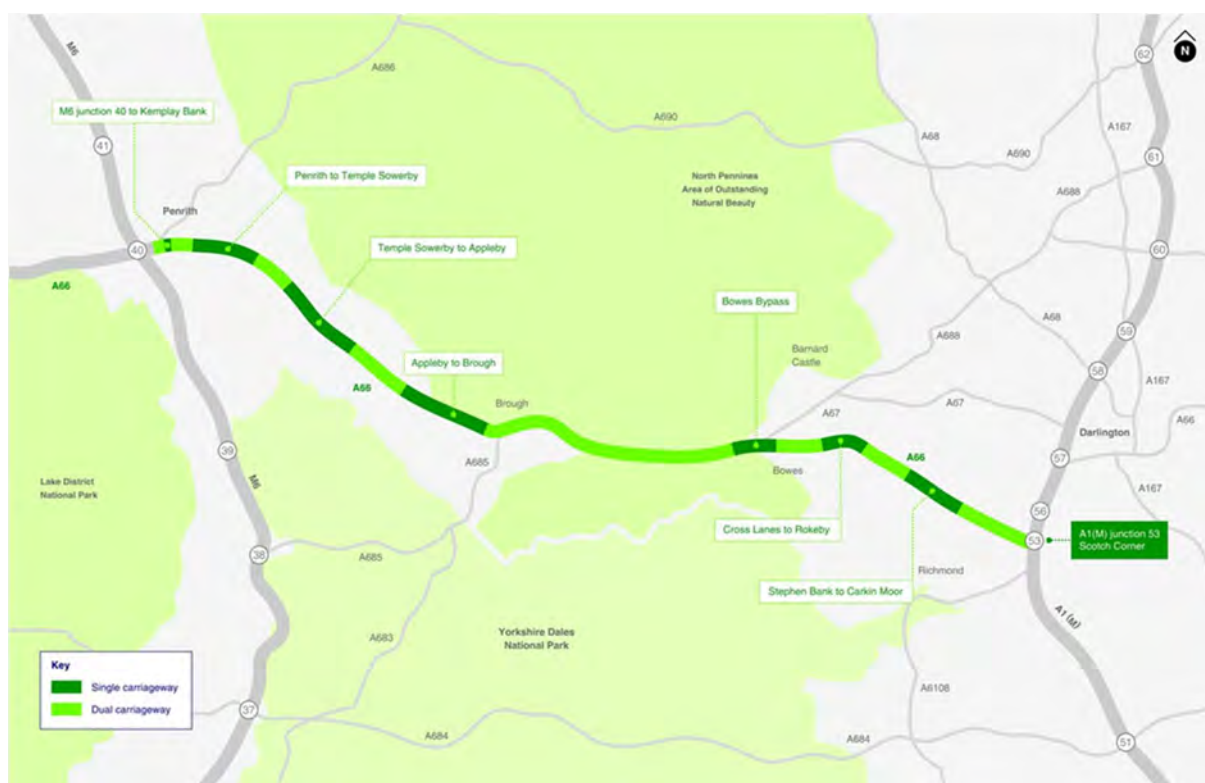 N
62
M6
A686
A68
A167
M6 junction 40 to Kemplay Bank
A690
41
A690
61
Penrith to Temple Sowerby
North Pennines
Area of Outstanding
Natural Beauty
A688
Penrith
40
Temple Sowerby to Appleby
60
A66
Bowes Bypass
A68
59
A688
Barnard
Castle
Appleby to Brough
58
A167
A66
Brough
A67
A67
A66
Darlington
39
A685
Bowes
A66
57
Lake District
National Park
M6
A167
Cross Lanes to Rokeby
56
38
A685
53
A1(M) junction 53
Scotch Corner
Richmond
Stephen Bank to Carkin Moor
A683
Yorkshire Dales
National Park
A1 (M)
Key
Single carriageway
Dual carriageway
A6108
37
A684
A684
51